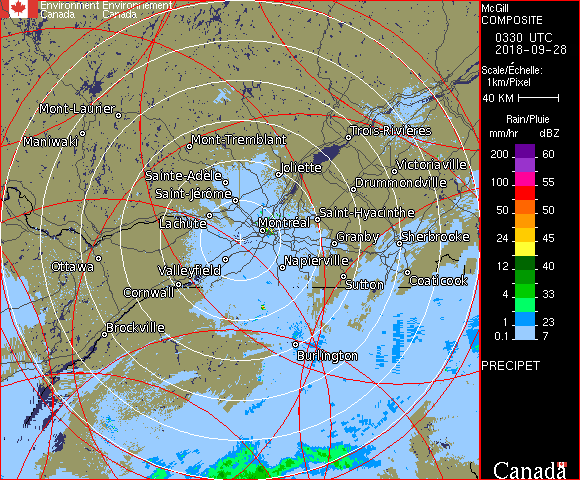 Environment Environnement
Canada Canada
McGill
COMPOSITE
0330 UTC
2018-09-28
Scale/Échelle:
1km/Pixel
40 KM
Rain/Pluie
mm/hr dBZ
200 60
100 55
50 50
24 45
12 40
4 33
1 23
0.1 7
PRECIPET
Canada
Mont-Laurier
Maniwaki
Mont-Tremblant
Trois-Rivières
Sainte-Adèle
Joliette
Victoriaville
Saint-Jérôme
Drummondville
Lachute
Montréal
Saint-Hyacinthe
Granby
Sherbrooke
Ottawa
Valleyfield
Napierville
Cornwall
Sutton
Coaticook
Brockville
Burlington